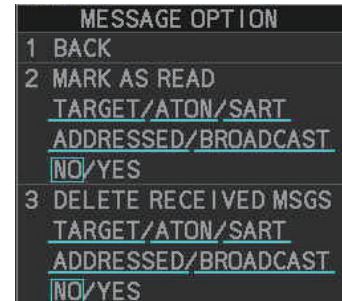 MESSAGE OPTION
1 BACK
2 MARK AS READ
TARGET/ATON/SART
ADDRESSED/BROADCAST
NO/YES
3 DELETE RECEIVED MSGS
TARGET/ATON/SART
ADDRESSED/BROADCAST
NO/YES